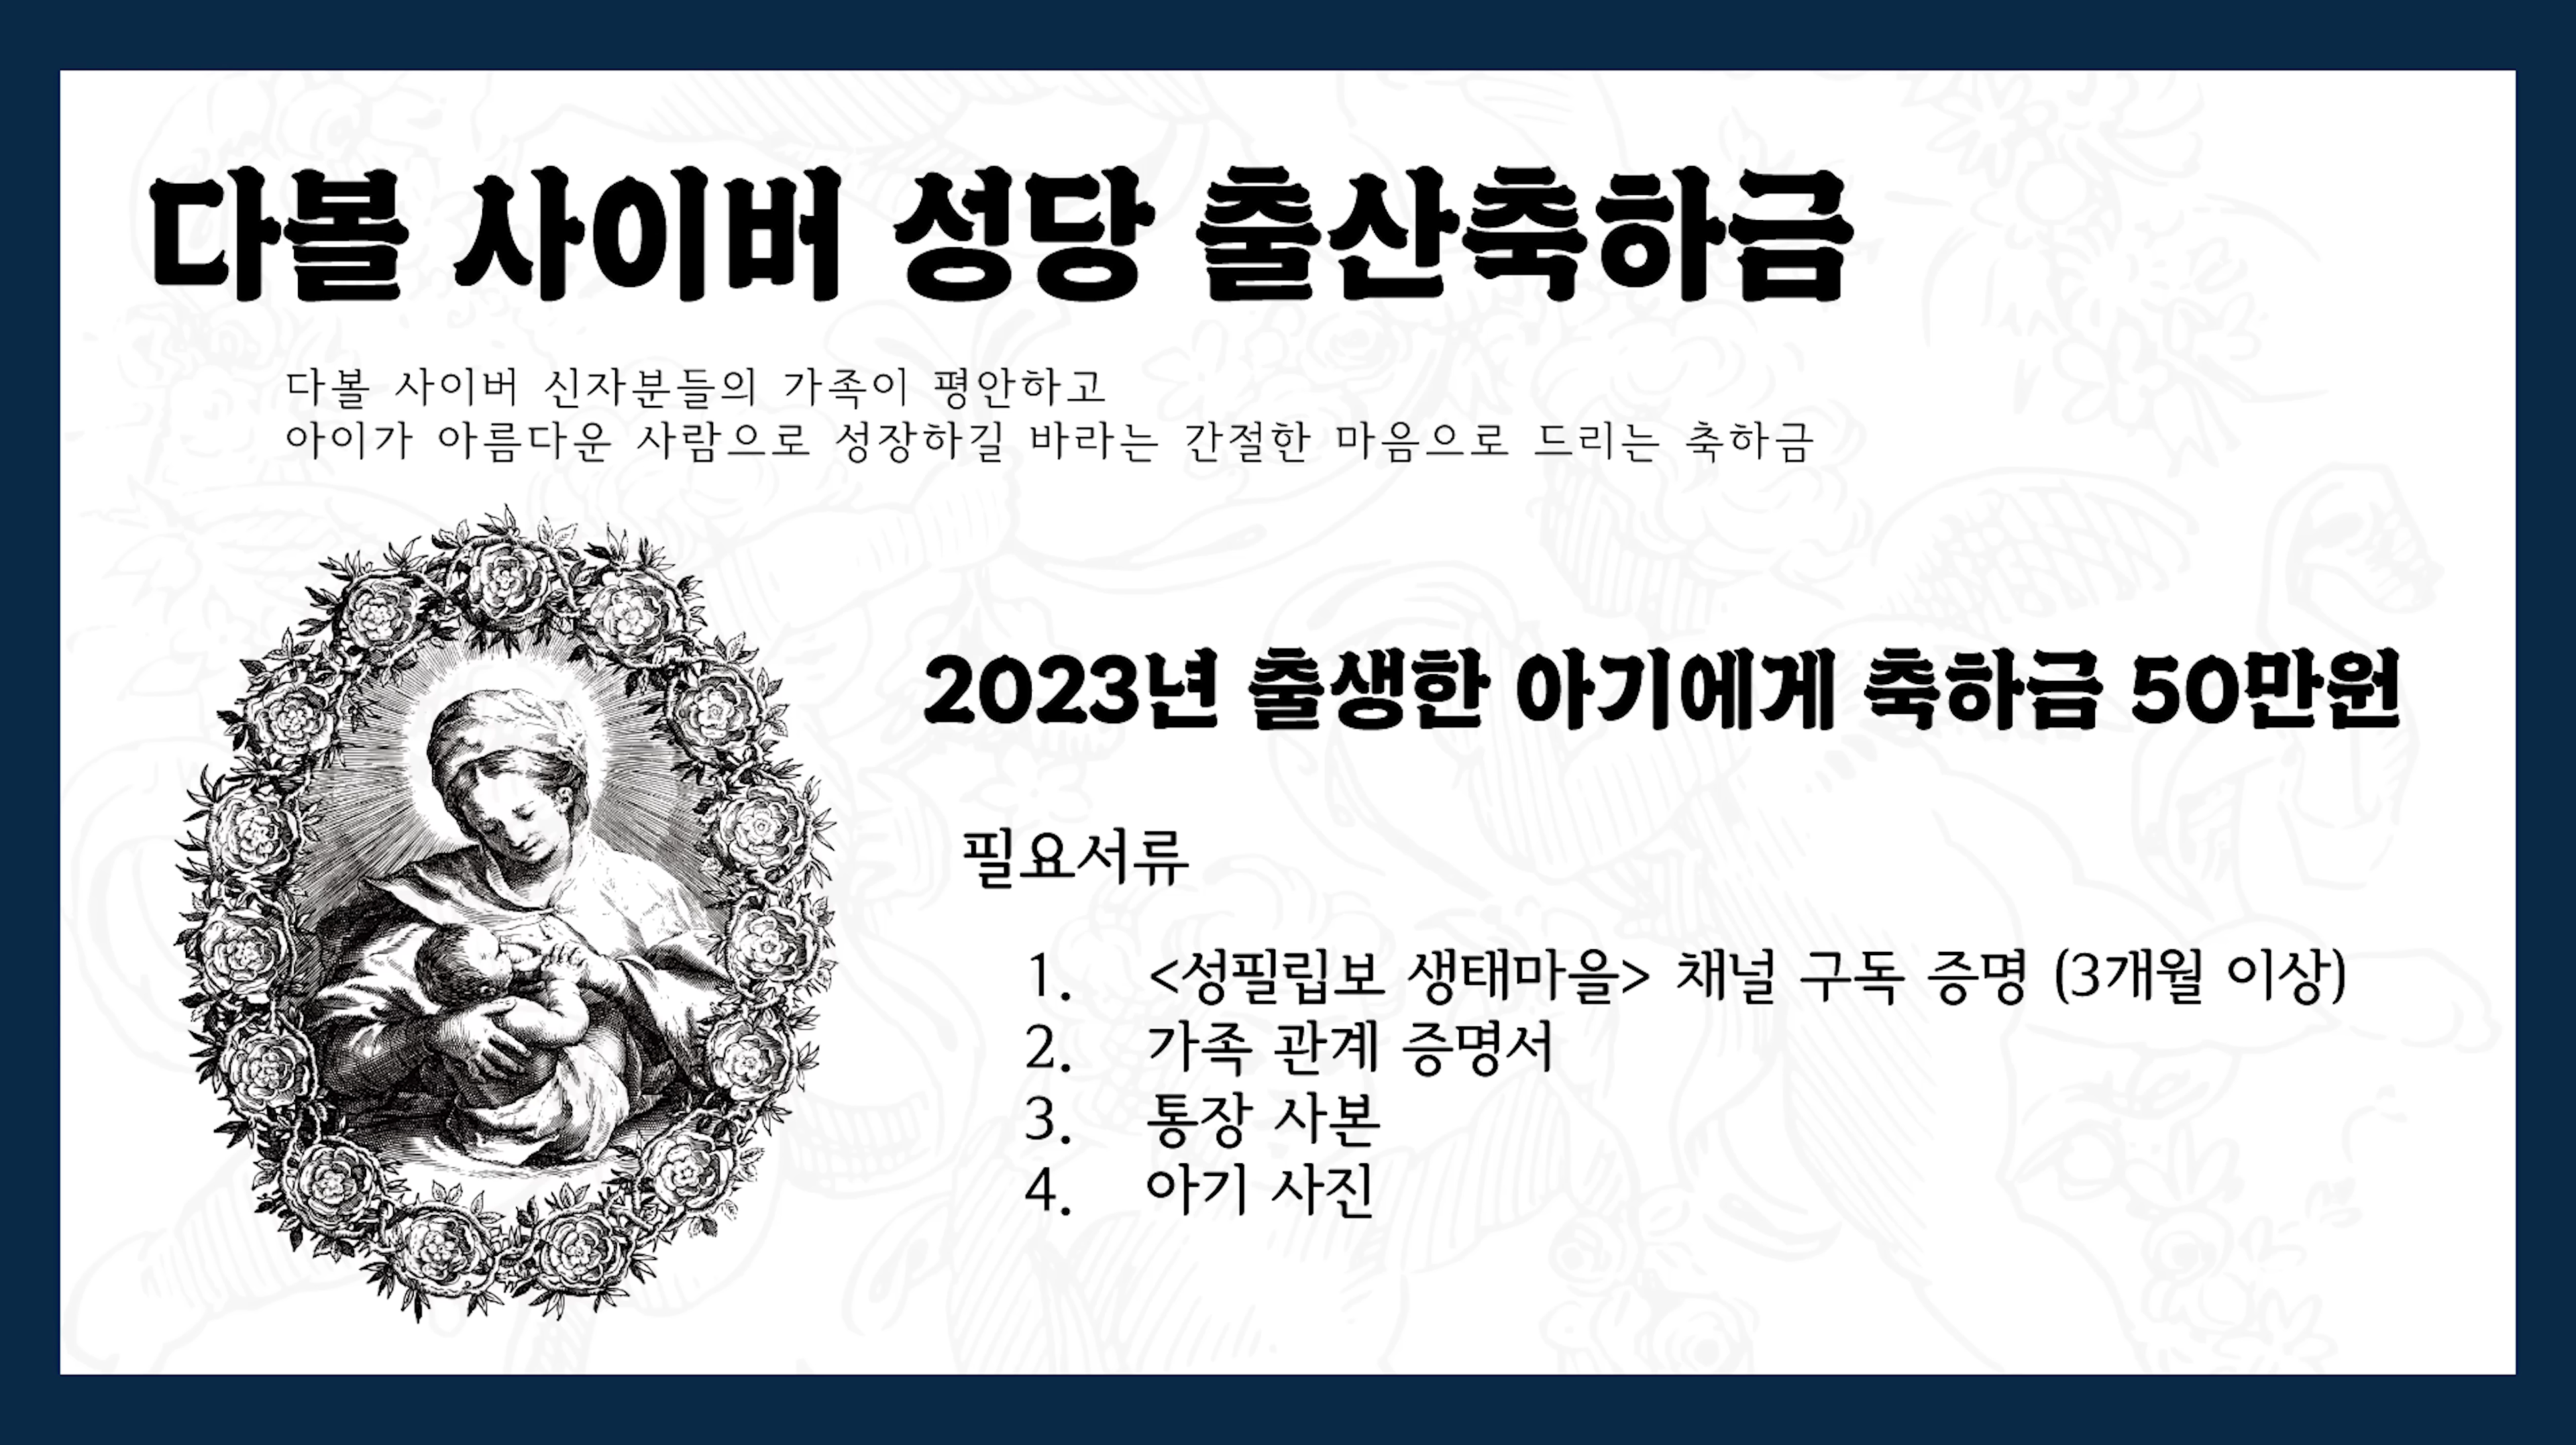 다볼 사이버 성당 출산축하금
다볼 사이버 신자분들의 가족이 평안하고
아이가 아름다운 사람으로 성장하길 바라는 간절한 마음으로 드리는 축하금
2023년 출생한 아기에게 축하금 50만원
필요서류
1. <성필립보 생태마을> 채널 구독 증명 (3개월 이상)
2. 가족 관계 증명서
3. 통장 사본
4. 아기 사진